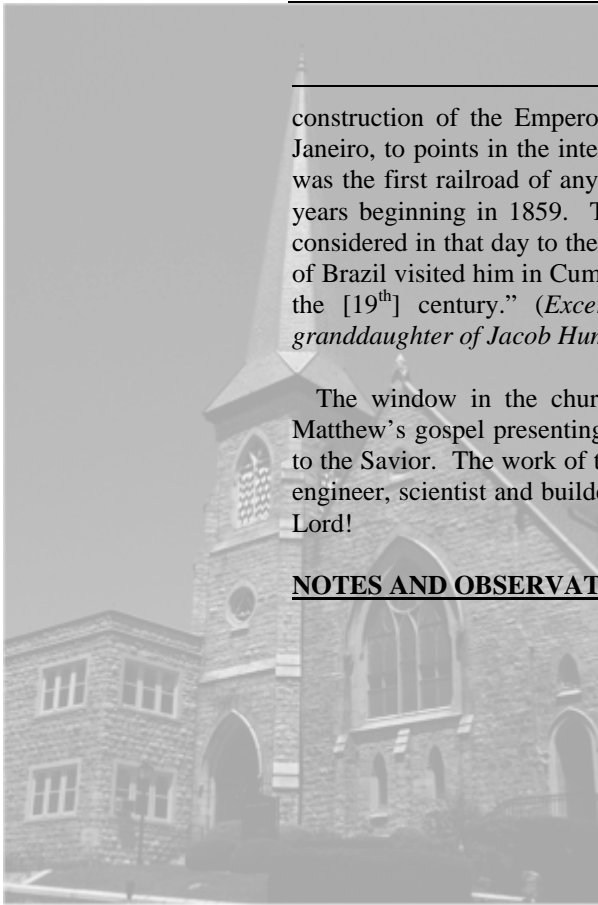 construction of the Empero
Janeiro, to points in the inte
was the first railroad of any
years beginning in 1859. T
considered in that day to the
of Brazil visited him in Cum
the [19th] century." (Exce
granddaughter of Jacob Hun
The window in the chur
Matthew's gospel presenting
to the Savior. The work of t
engineer, scientist and builde
Lord!
NOTES AND OBSERVAT